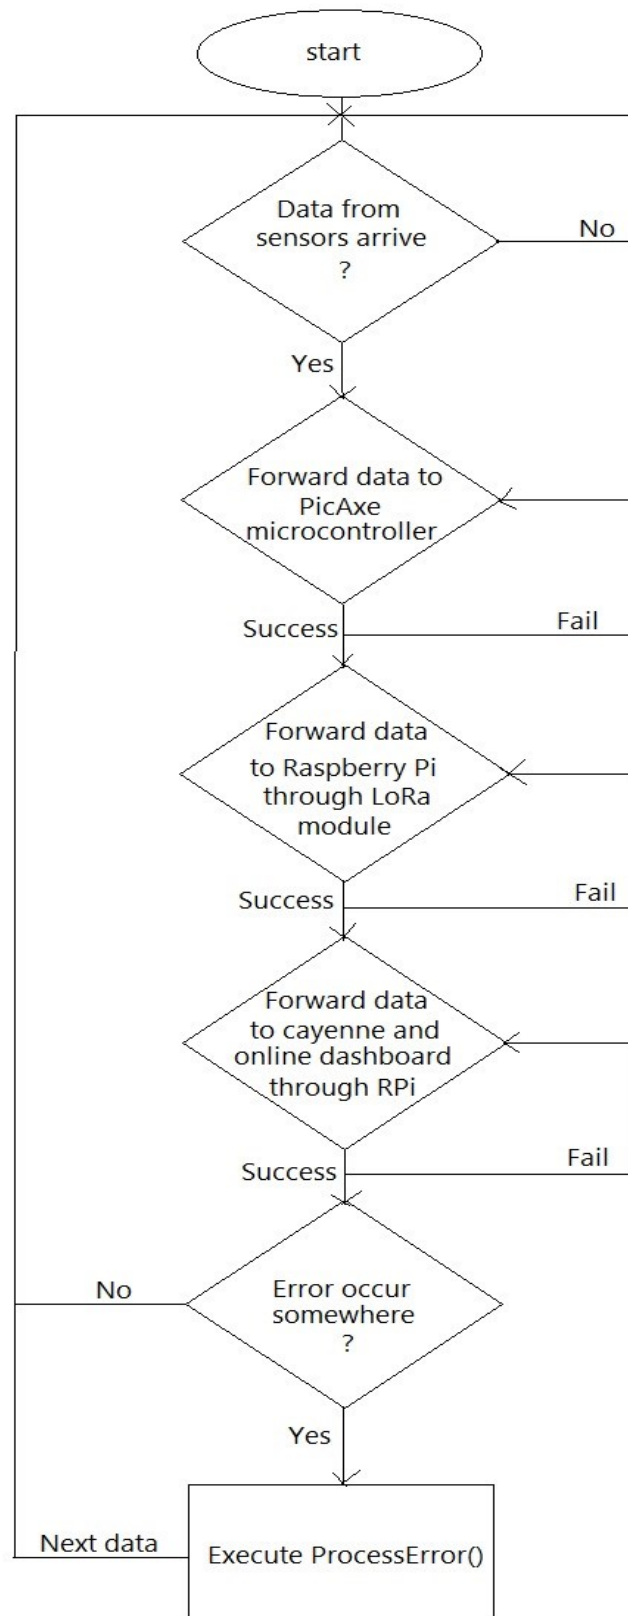 start
Data from
sensors arrive
?
No
Yes
Forward data to
PicAxe
microcontroller
Success
Fail
Forward data
to Raspberry Pi
through LoRa
module
Success
Fail
Forward data
to cayenne and
online dashboard
through RPi
Success
Fail
No
Error occur
somewhere
?
Yes
Next data
Execute ProcessError()